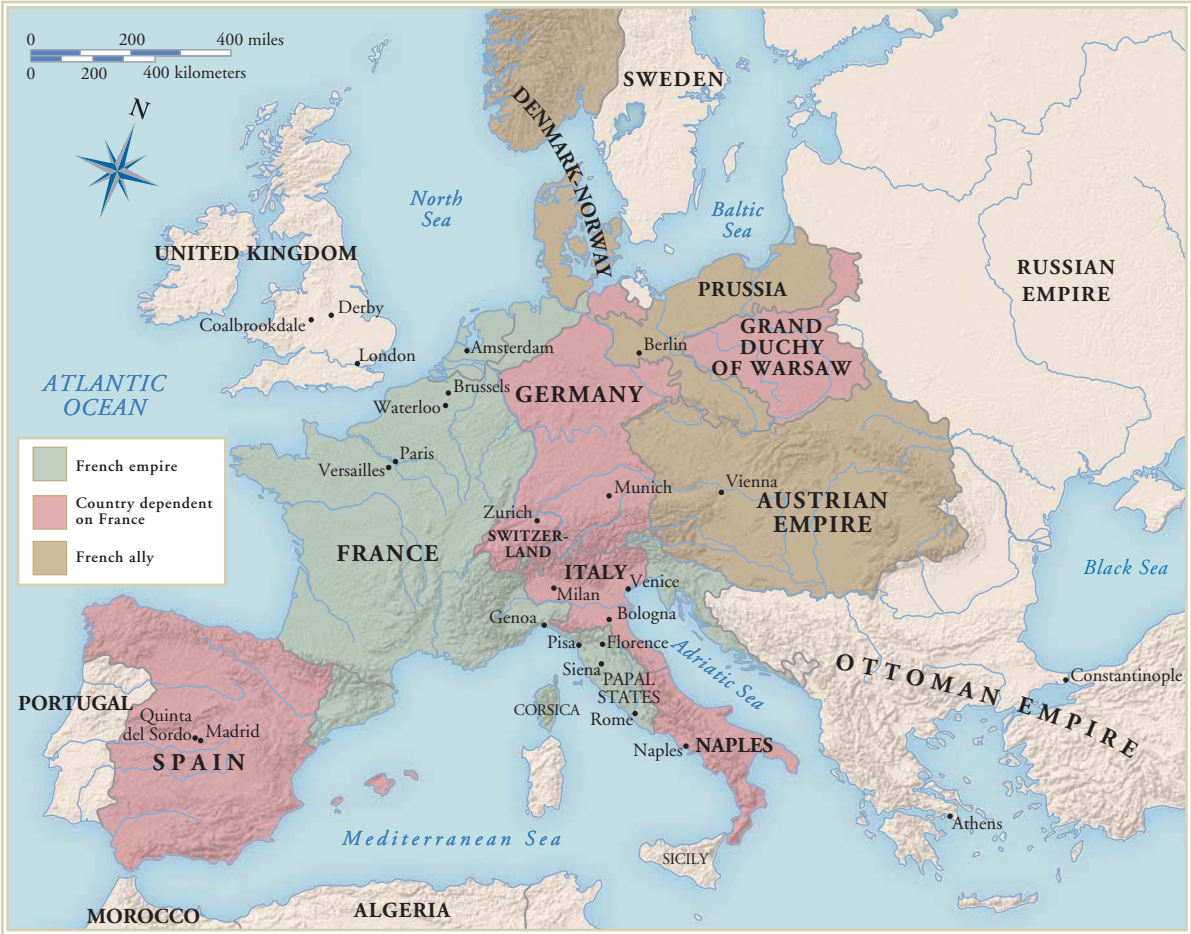 0 200 400 miles
0 200 400 kilometers
N
SWEDEN
DENMARK-NORWAY
North
Sea
Baltic
Sea
UNITED KINGDOM
RUSSIAN
EMPIRE
PRUSSIA
Derby
Coalbrookdale
GRAND
DUCHY
OF WARSAW
Berlin
Amsterdam
London
ATLANTIC
OCEAN
Brussels
GERMANY
Waterloo
Paris
Versailles
French empire
Country dependent
on France
French ally
Munich
Vienna
AUSTRIAN
EMPIRE
Zurich
SWITZER-
LAND
FRANCE
ITALY
Venice
Milan
Black Sea
Genoa
Bologna
Pisa
Florence
Adriatic Sea
Siena
PAPAL
STATES
OTTOMAN EMPIRE
Constantinople
CORSICA
Rome
PORTUGAL
Quinta
del Sordo
Madrid
SPAIN
Naples
NAPLES
Mediterranean Sea
Athens
SICILY
MOROCCO
ALGERIA